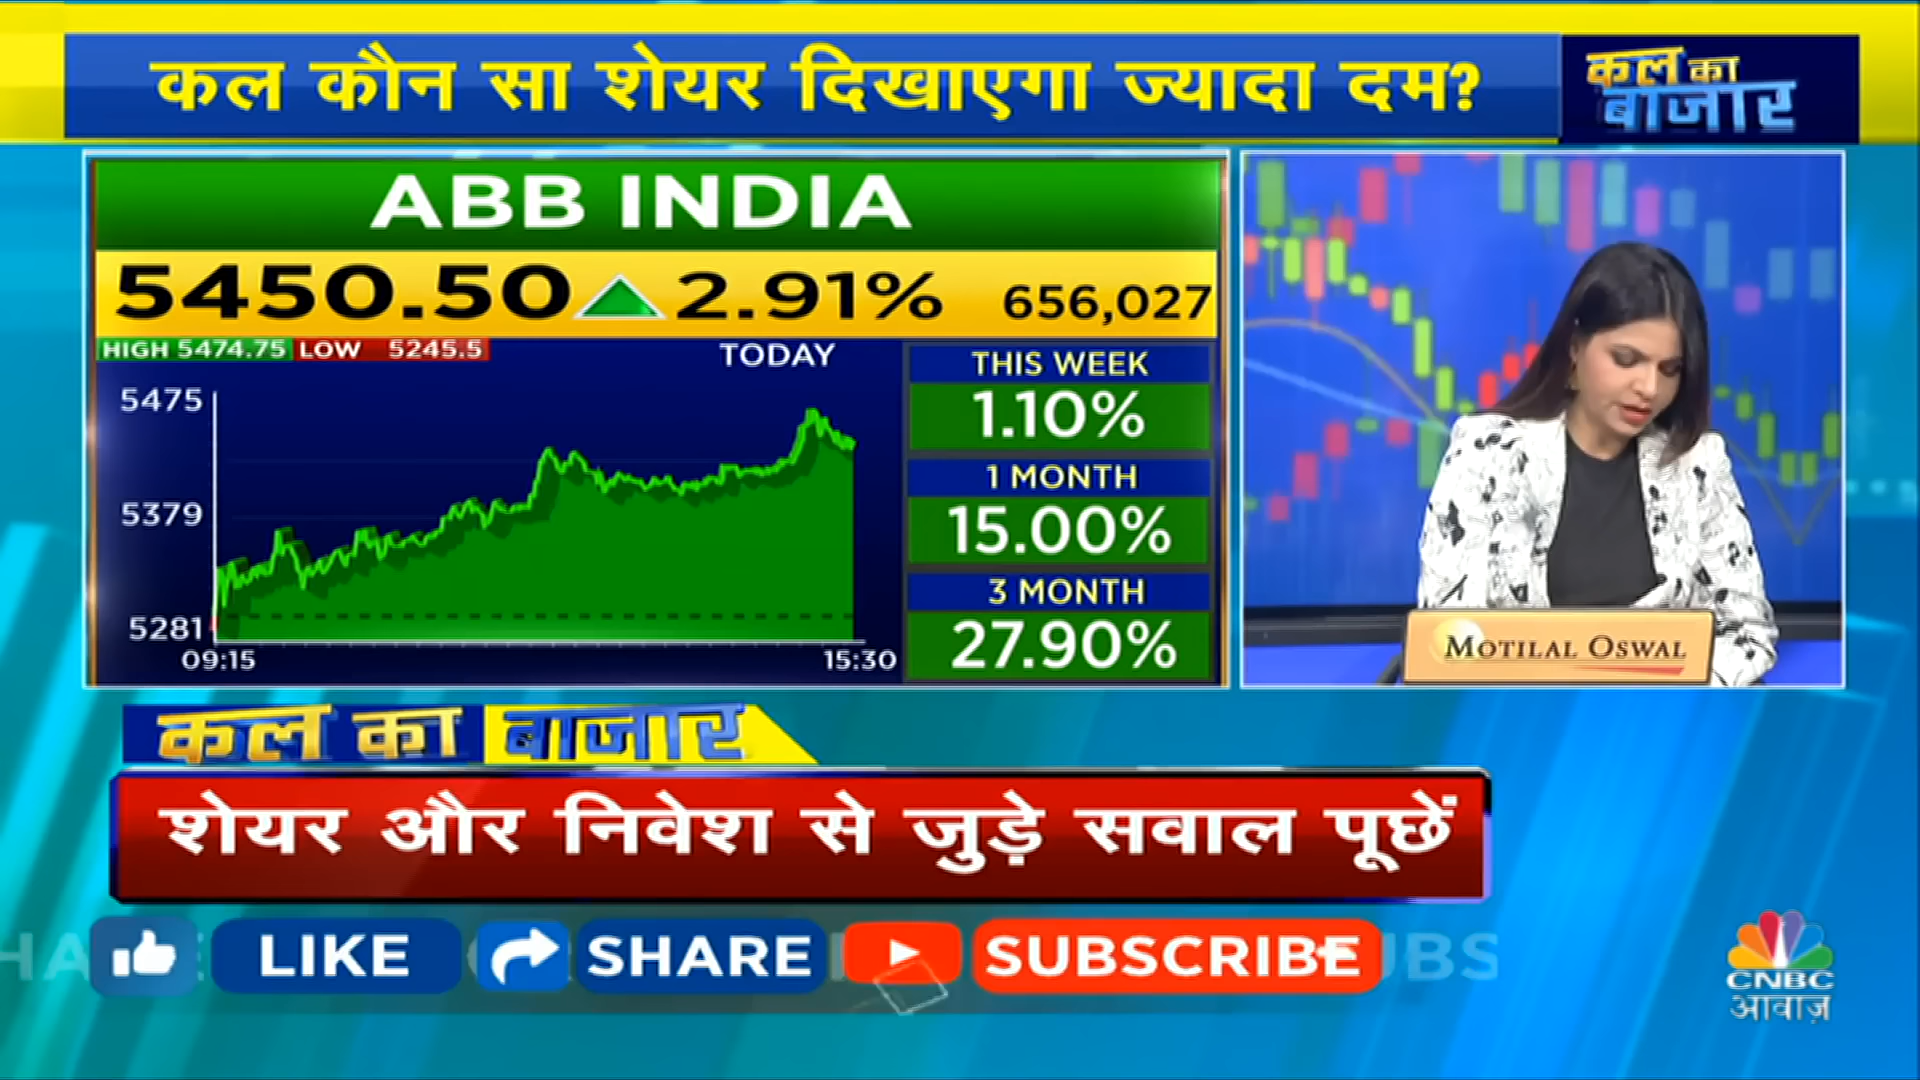 कल कौन सा शेयर दिखाएगा ज्यादा दम?
कल का
बाजार
ABB INDIA
5450.50 2.91% 656,027
HIGH 5474.75 LOW 5245.5
TODAY
5475
5379
5281
09:15 15:30
THIS WEEK
1.10%
1 MONTH
15.00%
3 MONTH
27.90%
MOTILAL OSWAL
कल का बाजार
शेयर और निवेश से जुड़े सवाल पूछें
LIKE SHARE SUBSCRIBE
CNBC
आवाज़